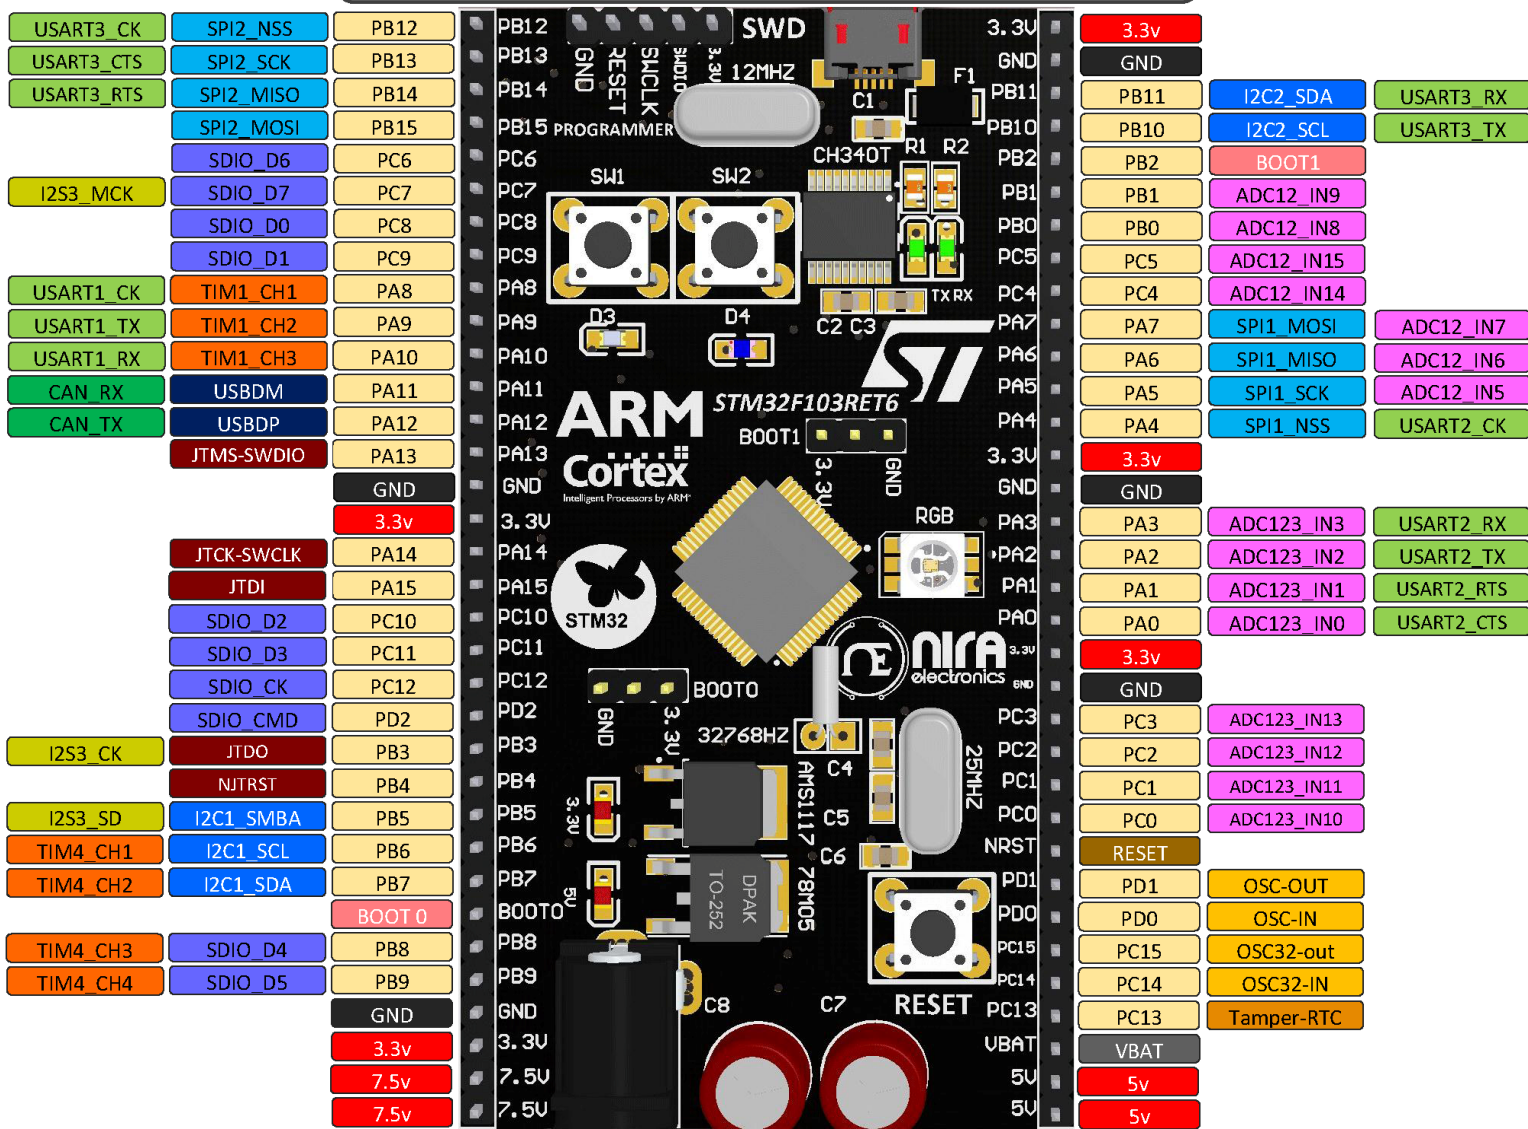 USART3_CK SPI2_NSS PB12
USART3_CTS SPI2_SCK PB13
USART3_RTS SPI2_MISO PB14
SPI2_MOSI PB15
SDIO_D6 PC6
I2S3_MCK SDIO_D7 PC7
SDIO_D0 PC8
SDIO_D1 PC9
USART1_CK TIM1_CH1 PA8
USART1_TX TIM1_CH2 PA9
USART1_RX TIM1_CH3 PA10
CAN_RX USBDM PA11
CAN_TX USBDP PA12
JTMS-SWDIO PA13
GND
3.3v
JTCK-SWCLK PA14
JTDI PA15
SDIO_D2 PC10
SDIO_D3 PC11
SDIO_CK PC12
SDIO_CMD PD2
I2S3_CK JTDO PB3
NJTRST PB4
I2S3_SD I2C1_SMBA PB5
TIM4_CH1 I2C1_SCL PB6
TIM4_CH2 I2C1_SDA PB7
BOOT 0
TIM4_CH3 SDIO_D4 PB8
TIM4_CH4 SDIO_D5 PB9
GND
3.3v
7.5v
7.5v
PB12
PB13
PB14
PB15
PC6
PC7
PC8
PC9
PA8
PA9
PA10
PA11
PA12
PA13
GND
3.3V
PA14
PA15
PC10
PC11
PC12
PD2
PB3
PB4
PB5
PB6
PB7
BOOT0
PB8
PB9
GND
3.3V
7.5V
7.5V
SWD
GND
RESET
SWCLK
SWDIO
3.3V
12MHZ
PROGRAMMER
C1
F1
CH340T
R1 R2
SW1
SW2
TX RX
C2 C3
D3
D4
ST
ARM
Cortex
Intelligent Processors by ARM
STM32F103RET6
BOOT1
3.3V
GND
RGB
STM32
NE
nira
electronics
BOOT0
GND
3.3V
32768HZ
C4
25MHZ
C5
C6
3.3V
5V
AMS1117
78M05
DPAK
TO-252
RESET
C8
C7
3.3V
GND
PB11
PB10
PB2
PB1
PB0
PC5
PC4
PA7
PA6
PA5
PA4
3.3V
GND
PA3
PA2
PA1
PA0
3.3V
GND
PC3
PC2
PC1
PC0
NRST
PD1
PD0
PC15
PC14
PC13
VBAT
5V
5V
3.3v
GND
PB11 I2C2_SDA USART3_RX
PB10 I2C2_SCL USART3_TX
PB2 BOOT1
PB1 ADC12_IN9
PB0 ADC12_IN8
PC5 ADC12_IN15
PC4 ADC12_IN14
PA7 SPI1_MOSI ADC12_IN7
PA6 SPI1_MISO ADC12_IN6
PA5 SPI1_SCK ADC12_IN5
PA4 SPI1_NSS USART2_CK
3.3v
GND
PA3 ADC123_IN3 USART2_RX
PA2 ADC123_IN2 USART2_TX
PA1 ADC123_IN1 USART2_RTS
PA0 ADC123_IN0 USART2_CTS
3.3v
GND
PC3 ADC123_IN13
PC2 ADC123_IN12
PC1 ADC123_IN11
PC0 ADC123_IN10
RESET
PD1 OSC-OUT
PD0 OSC-IN
PC15 OSC32-out
PC14 OSC32-IN
PC13 Tamper-RTC
VBAT
5v
5v